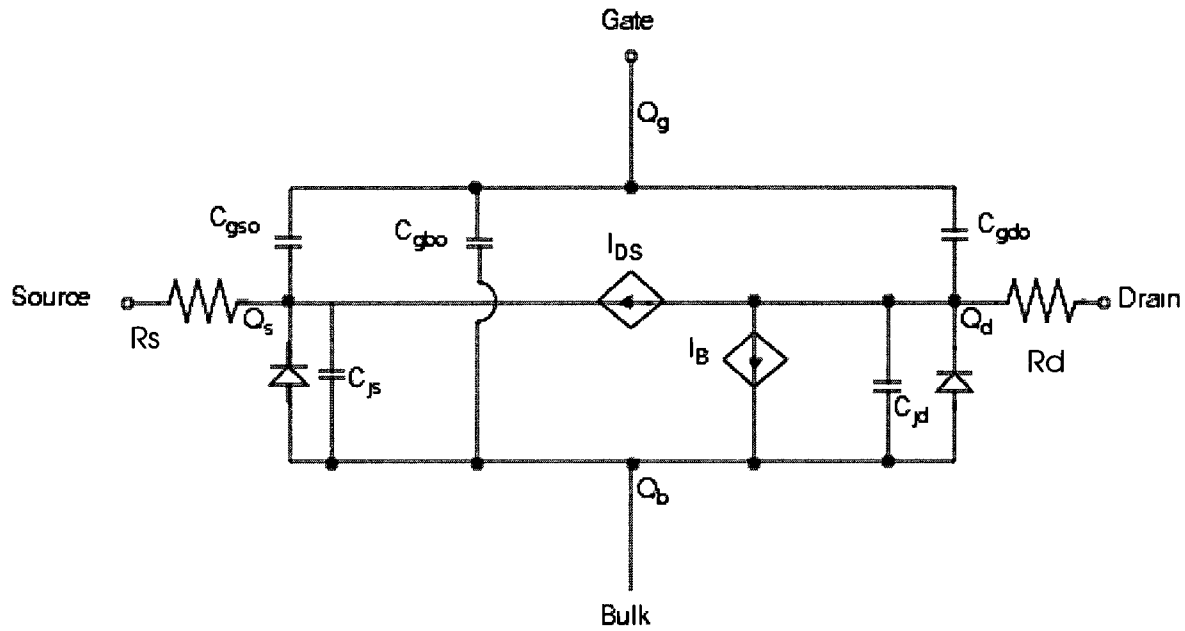 Gate
Qg
Cgso
Cgbo
IDS
Cgdo
Source
Drain
Qs
Qd
Rs
Rd
IB
Cjs
Cjd
Qb
Bulk